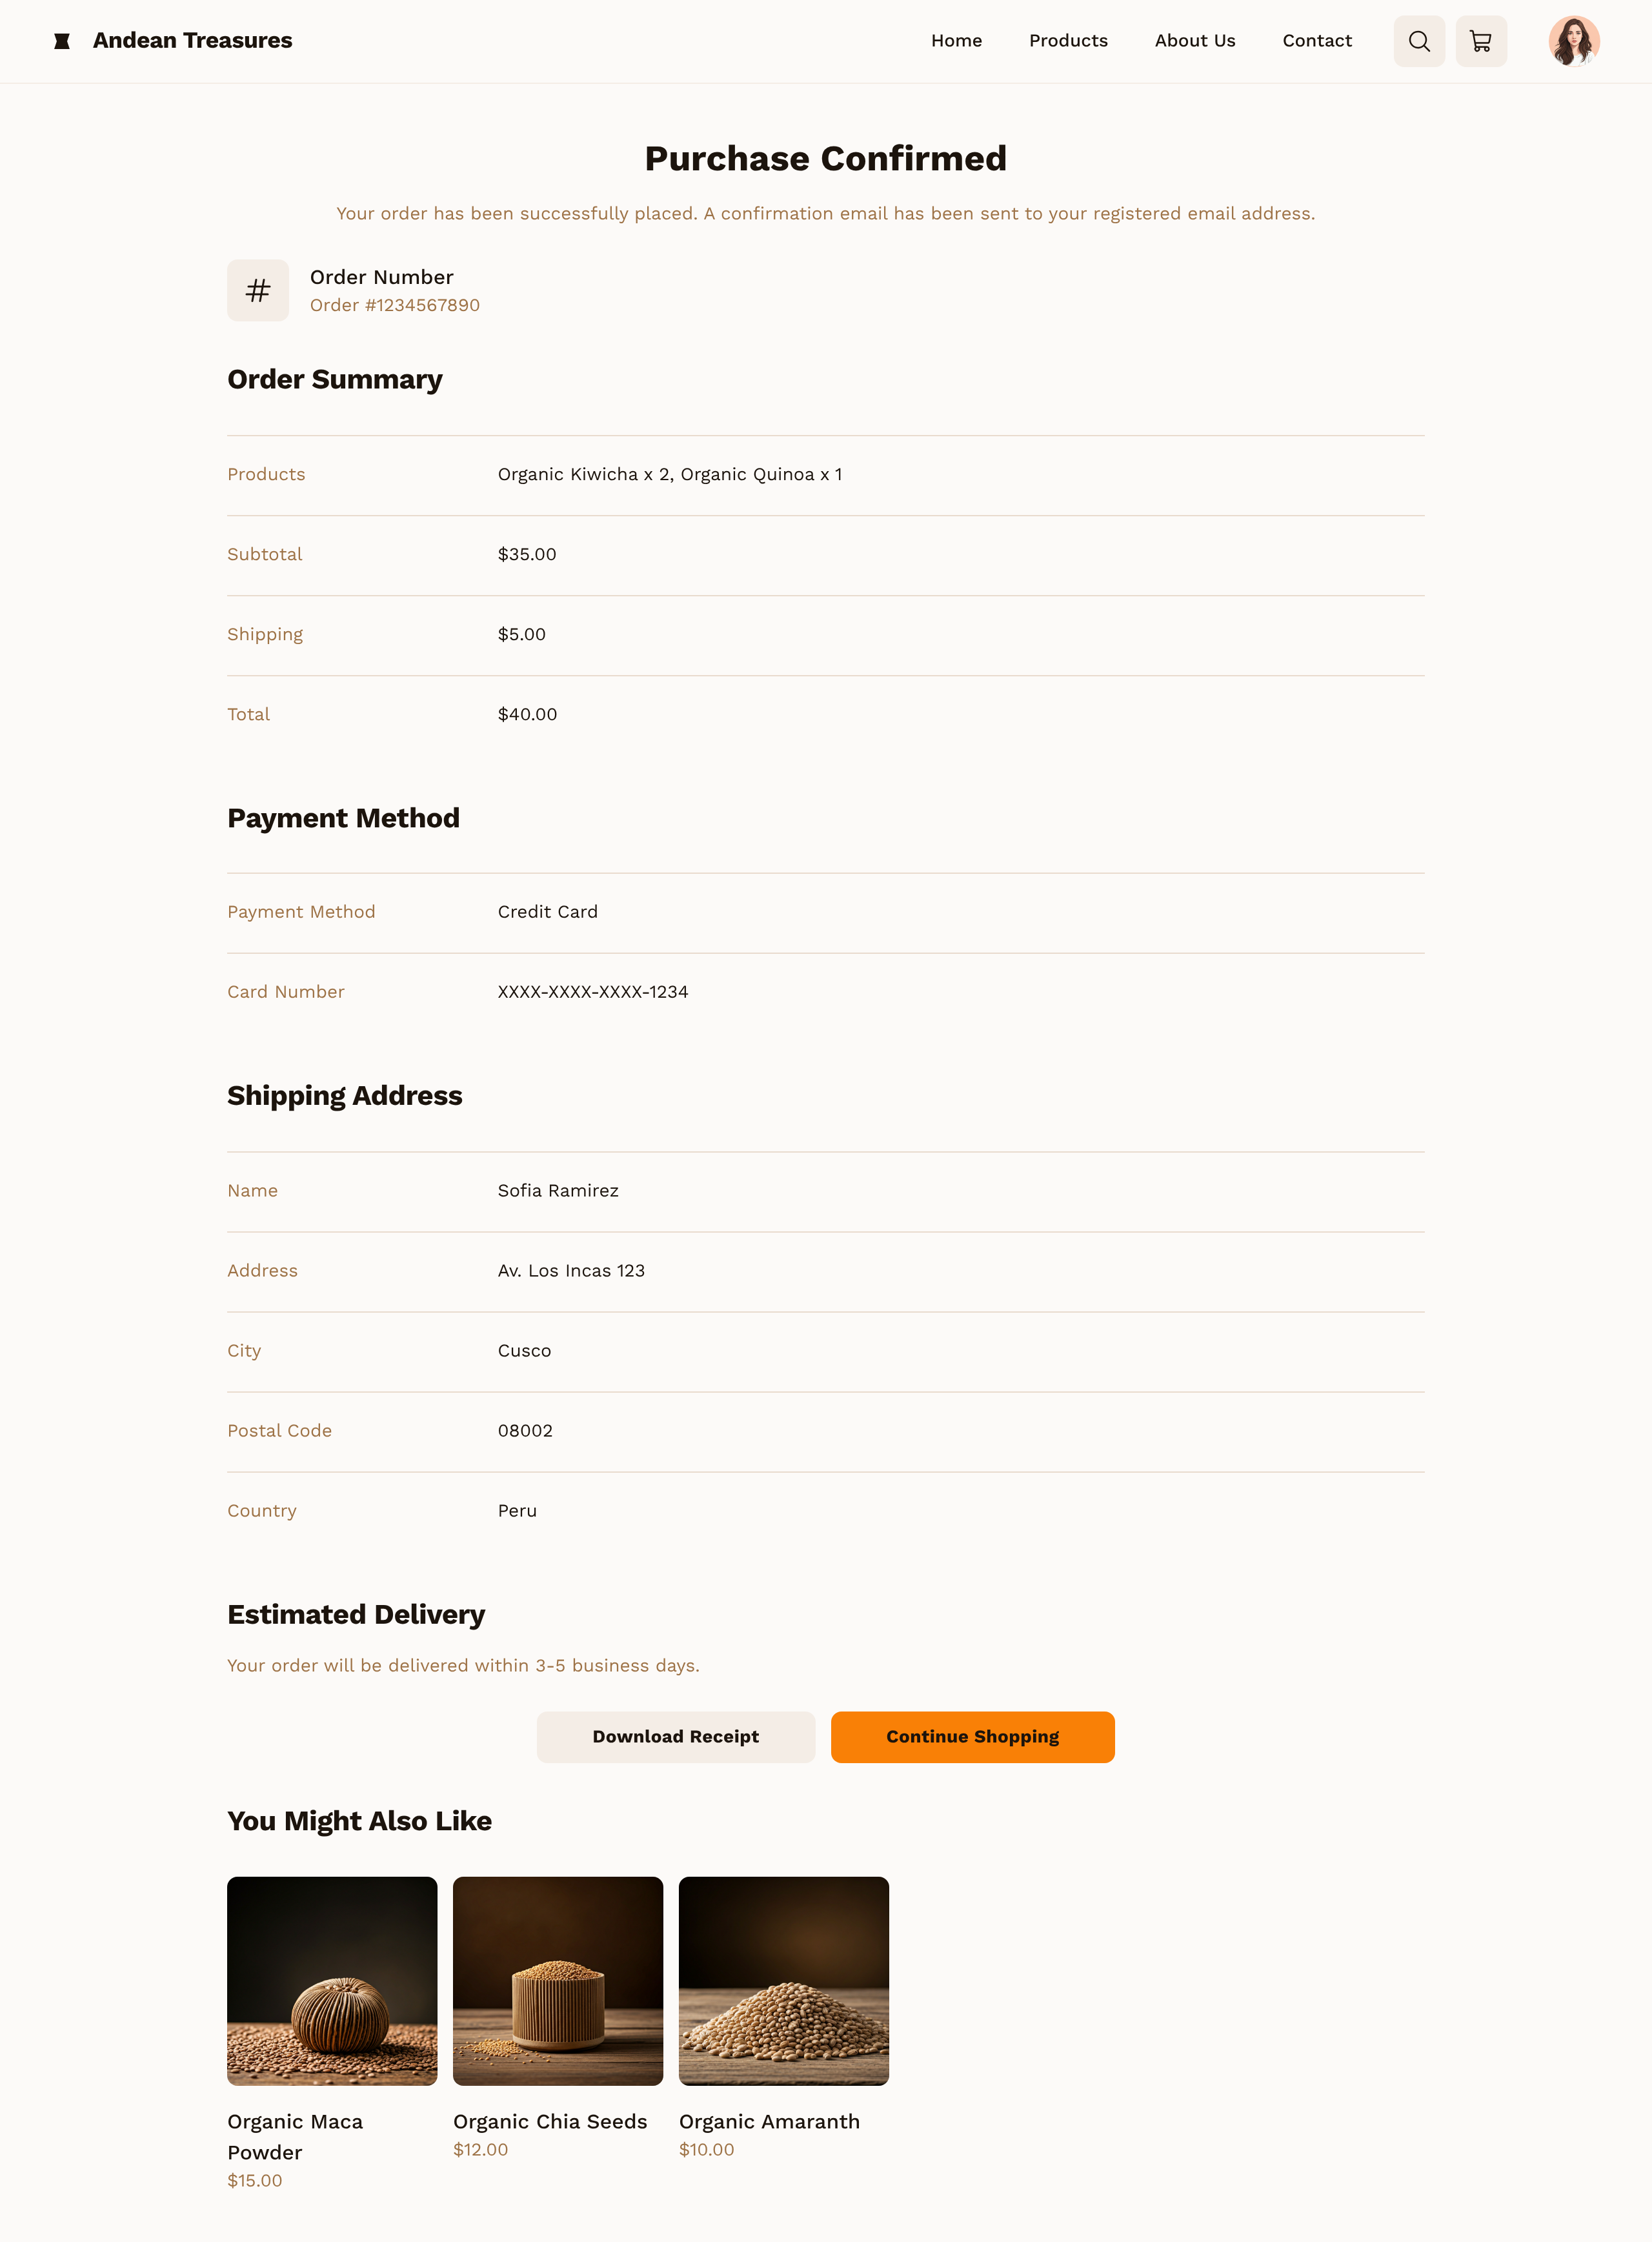 Andean Treasures
Home
Products
About Us
Contact
Purchase Confirmed
Your order has been successfully placed. A confirmation email has been sent to your registered email address.
#
Order Number
Order #1234567890
Order Summary
Products
Organic Kiwicha x 2, Organic Quinoa x 1
Subtotal
$35.00
Shipping
$5.00
Total
$40.00
Payment Method
Payment Method
Credit Card
Card Number
XXXX-XXXX-XXXX-1234
Shipping Address
Name
Sofia Ramirez
Address
Av. Los Incas 123
City
Cusco
Postal Code
08002
Country
Peru
Estimated Delivery
Your order will be delivered within 3-5 business days.
Download Receipt
Continue Shopping
You Might Also Like
Organic Maca
Powder
$15.00
Organic Chia Seeds
$12.00
Organic Amaranth
$10.00